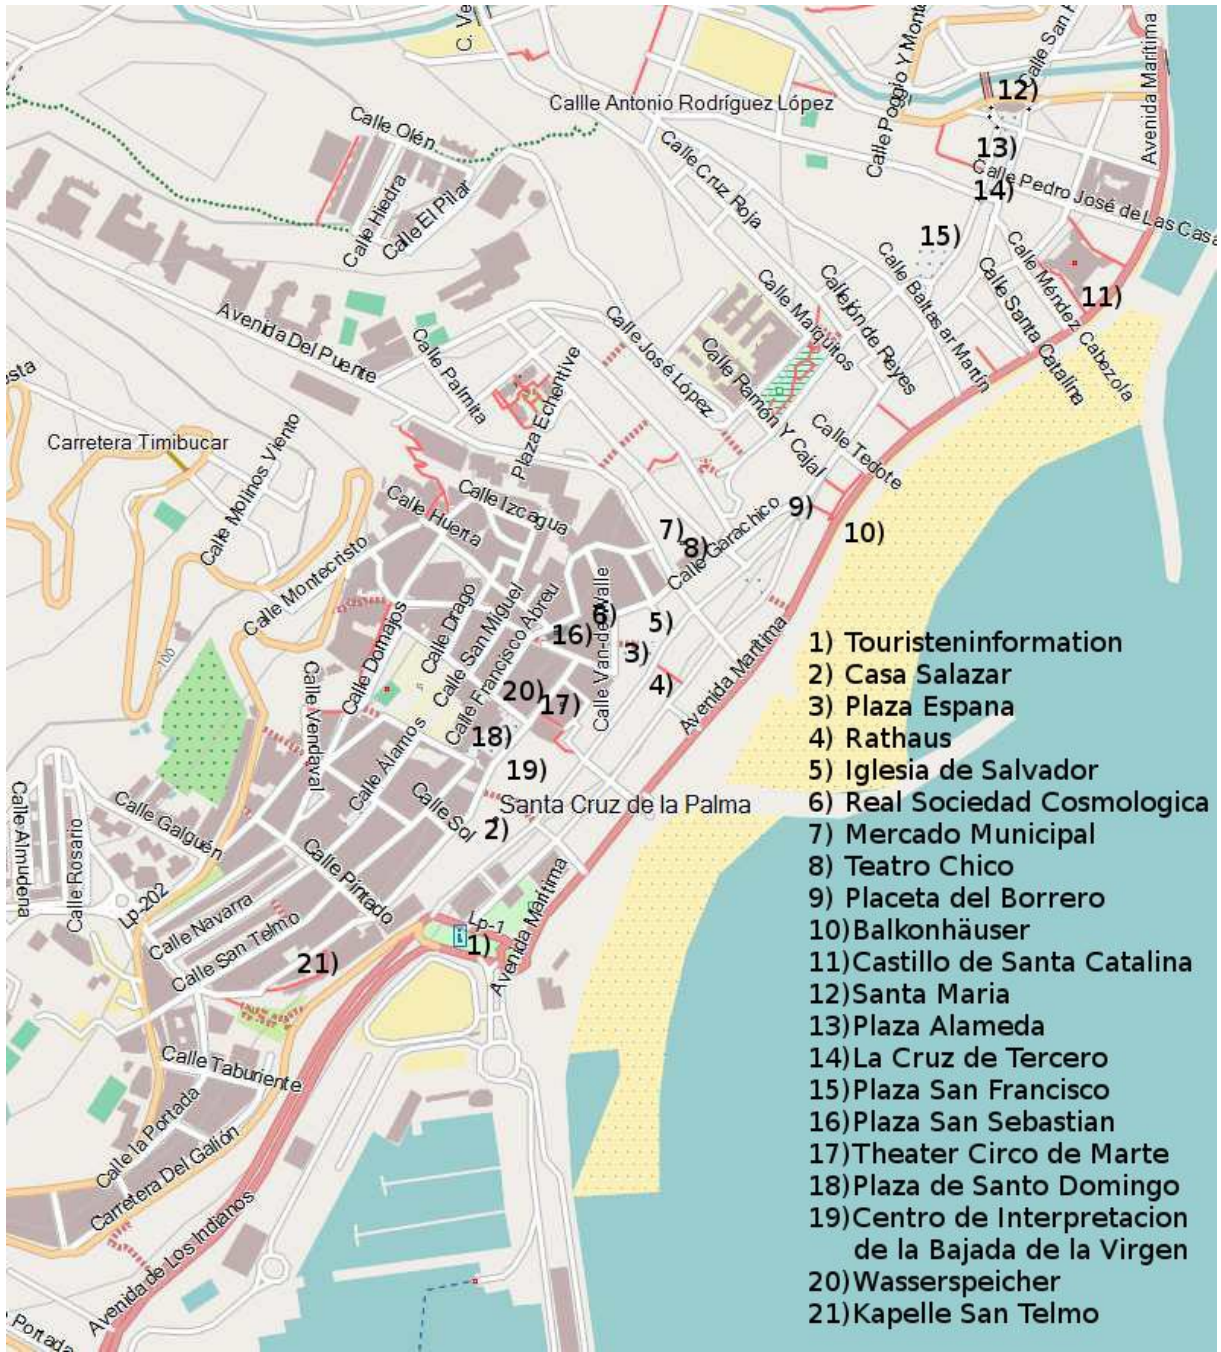 C. Ve
Calle San F
Calle Poggio Y Mont
Avenida Maritima
12)
Callle Antonio Rodríguez López
Calle Olén
Calle Cruz Roja
13)
Calle Pedro José de Las Casa
14)
Calle Hiedra
Calle El Pilar
15)
Calle Baltasar Martín
Calle Méndez Cabezola
Calle Santa Catalina
11)
Calle Marquitos
Callejón de Reyes
Avenida Del Puente
Calle Palmita
Plaza Echentive
Calle José López
Calle Ramón Y Cajal
Calle Tedote
esta
Carretera Timibucar
Calle Molinos Viento
Calle Huerta
Calle Izcagua
9)
10)
7)
8)
Calle Garachico
Calle Montecristo
Calle Domajos
Calle Drago
Calle San Miguel
Calle Francisco Abreu
Calle Van-de-walle
6)
16)
5)
3)
4)
Avenida Marítima
100
Calle Vendaval
20)
17)
18)
19)
Calle Álamos
Calle Sol
2)
Santa Cruz de la Palma
Calle Almudena
Calle Rosario
Calle Galguén
Calle Pintado
Lp-202
Calle Navarra
Calle San Telmo
21)
Lp-1
1)
Avenida Marítima
Calle Taburiente
Calle la Portada
Carretera Del Galión
Avenida de Los Indianos
Portada
1) Touristeninformation
2) Casa Salazar
3) Plaza Espana
4) Rathaus
5) Iglesia de Salvador
6) Real Sociedad Cosmologica
7) Mercado Municipal
8) Teatro Chico
9) Placeta del Borrero
10)Balkonhäuser
11)Castillo de Santa Catalina
12)Santa Maria
13)Plaza Alameda
14)La Cruz de Tercero
15)Plaza San Francisco
16)Plaza San Sebastian
17)Theater Circo de Marte
18)Plaza de Santo Domingo
19)Centro de Interpretacion
de la Bajada de la Virgen
20)Wasserspeicher
21)Kapelle San Telmo